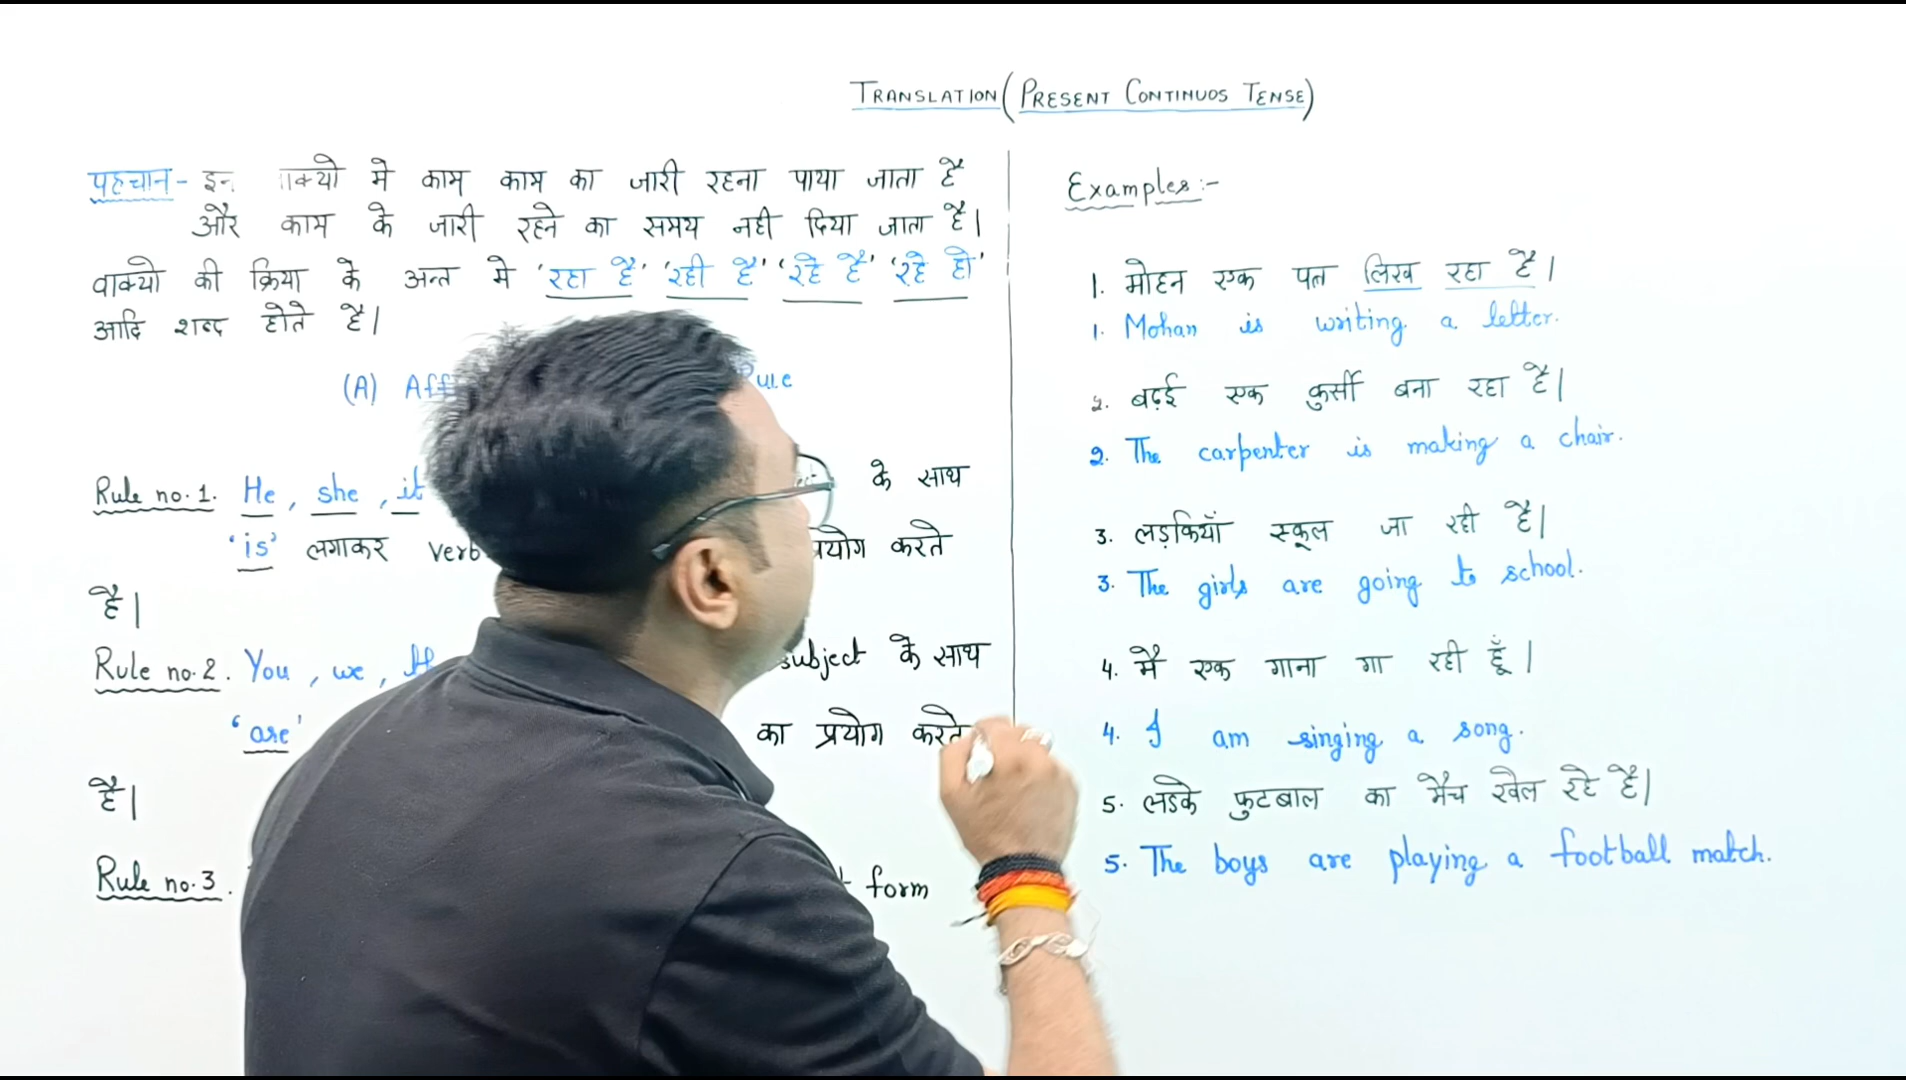 TRANSLATION (PRESENT CONTINUOS TENSE)
पहचान - इन वाक्यो मे काम काम का जारी रहना पाया जाता है
और काम के जारी रहने का समय नही दिया जाता है।
वाक्यो की क्रिया के अन्त मे 'रहा है' 'रही है' 'रहे है' 'रहे हो'
आदि शब्द होते है।
(A)
Rule no.1. He, she, it के साथ
'is' लगाकर verb करते
है।
Rule no.2. You, we, subject के साथ
'are' का प्रयोग करते
है।
Rule no.3. form
Examples:-
1. मोहन एक पत्र लिख रहा है।
1. Mohan is writing a letter.
2. बढ़ई एक कुर्सी बना रहा है।
2. The carpenter is making a chair.
3. लड़कियाँ स्कूल जा रही है।
3. The girls are going to school.
4. मै एक गाना गा रही हूँ।
4. I am singing a song.
5. लडके फुटबाल का मैच खेल रहे है।
5. The boys are playing a football match.